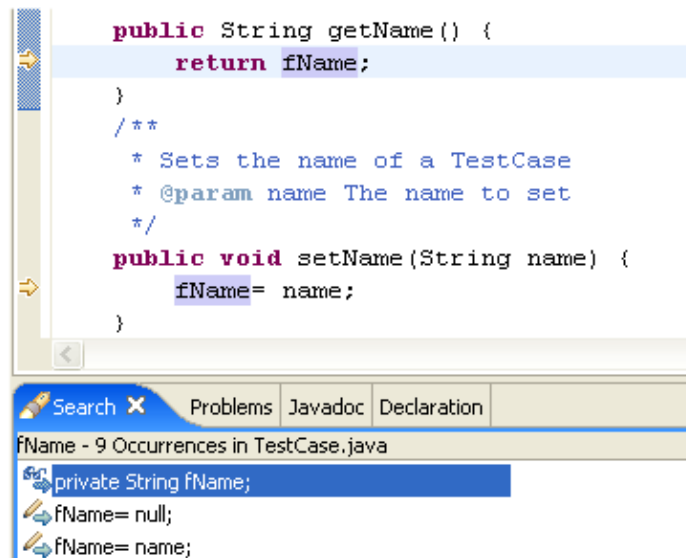 public String getName() {
return fName;
}
/**
* Sets the name of a TestCase
* @param name The name to set
*/
public void setName(String name) {
fName= name;
}
Search Problems Javadoc Declaration
fName - 9 Occurrences in TestCase.java
private String fName;
fName= null;
fName= name;